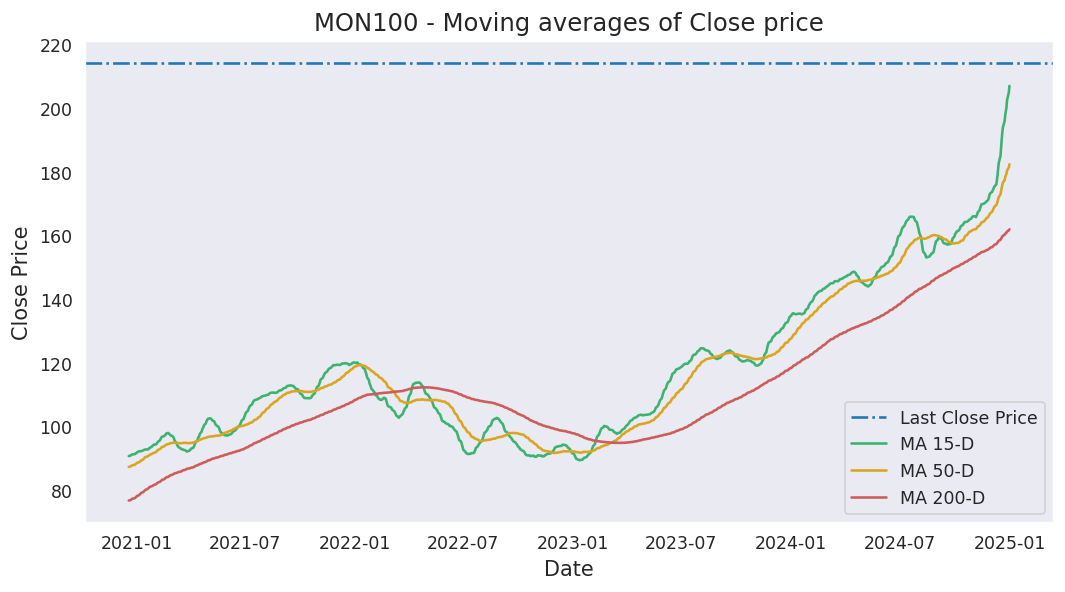 MON100 - Moving averages of Close price
Close Price
220
200
180
160
140
120
100
80
2021-01
2021-07
2022-01
2022-07
2023-01
2023-07
2024-01
2024-07
2025-01
Date
Last Close Price
MA 15-D
MA 50-D
MA 200-D